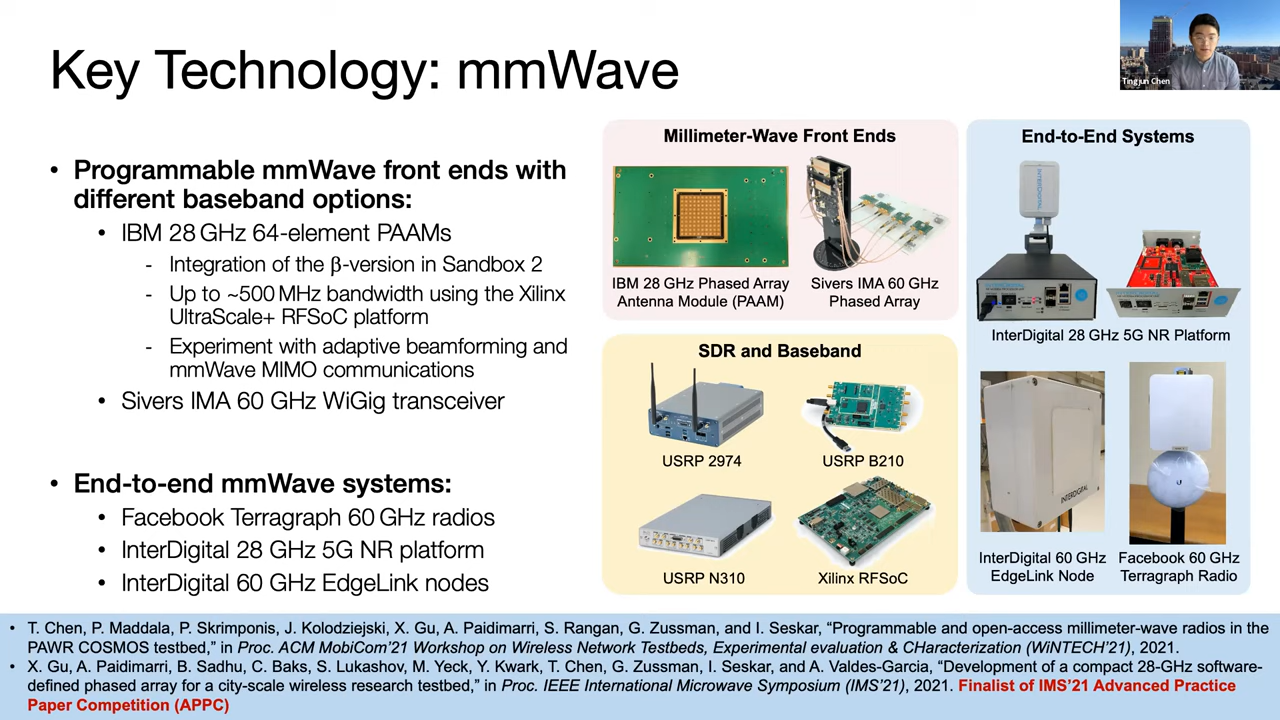 Key Technology: mmWave
Tingjun Chen
• Programmable mmWave front ends with
different baseband options:
• IBM 28 GHz 64-element PAAMs
- Integration of the β-version in Sandbox 2
- Up to ~500 MHz bandwidth using the Xilinx
UltraScale+ RFSoC platform
- Experiment with adaptive beamforming and
mmWave MIMO communications
• Sivers IMA 60 GHz WiGig transceiver
• End-to-end mmWave systems:
• Facebook Terragraph 60 GHz radios
• InterDigital 28 GHz 5G NR platform
• InterDigital 60 GHz EdgeLink nodes
Millimeter-Wave Front Ends
IBM 28 GHz Phased Array
Antenna Module (PAAM)
Sivers IMA 60 GHz
Phased Array
SDR and Baseband
USRP 2974
USRP B210
USRP N310
Xilinx RFSoC
End-to-End Systems
INTERDIGITAL
InterDigital 28 GHz 5G NR Platform
INTERDIGITAL
InterDigital 60 GHz
EdgeLink Node
Facebook 60 GHz
Terragraph Radio
• T. Chen, P. Maddala, P. Skrimponis, J. Kolodziejski, X. Gu, A. Paidimarri, S. Rangan, G. Zussman, and I. Seskar, “Programmable and open-access millimeter-wave radios in the
PAWR COSMOS testbed,” in Proc. ACM MobiCom’21 Workshop on Wireless Network Testbeds, Experimental evaluation & CHaracterization (WiNTECH’21), 2021.
• X. Gu, A. Paidimarri, B. Sadhu, C. Baks, S. Lukashov, M. Yeck, Y. Kwark, T. Chen, G. Zussman, I. Seskar, and A. Valdes-Garcia, “Development of a compact 28-GHz software-
defined phased array for a city-scale wireless research testbed,” in Proc. IEEE International Microwave Symposium (IMS’21), 2021. Finalist of IMS’21 Advanced Practice
Paper Competition (APPC)